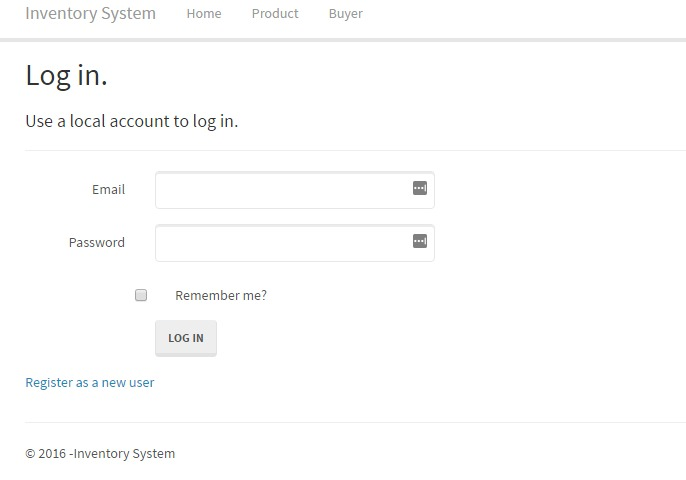 Inventory System Home Product Buyer
Log in.
Use a local account to log in.
Email
Password
Remember me?
LOG IN
Register as a new user
© 2016 -Inventory System